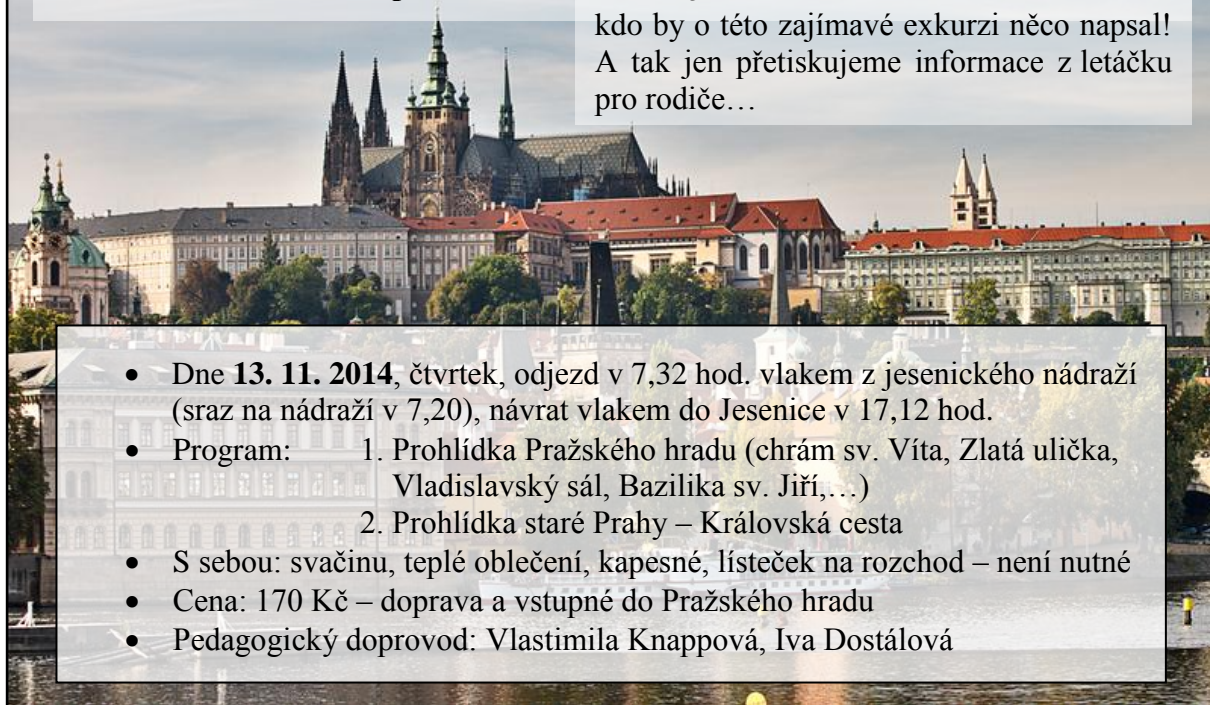 kdo by o této zajímavé exkurzi něco napsal!
A tak jen přetiskujeme informace z letáčku
pro rodiče…
• Dne 13. 11. 2014, čtvrtek, odjezd v 7,32 hod. vlakem z jesenického nádraží
(sraz na nádraží v 7,20), návrat vlakem do Jesenice v 17,12 hod.
• Program: 1. Prohlídka Pražského hradu (chrám sv. Víta, Zlatá ulička,
Vladislavský sál, Bazilika sv. Jiří,…)
2. Prohlídka staré Prahy – Královská cesta
• S sebou: svačinu, teplé oblečení, kapesné, lísteček na rozchod – není nutné
• Cena: 170 Kč – doprava a vstupné do Pražského hradu
• Pedagogický doprovod: Vlastimila Knappová, Iva Dostálová